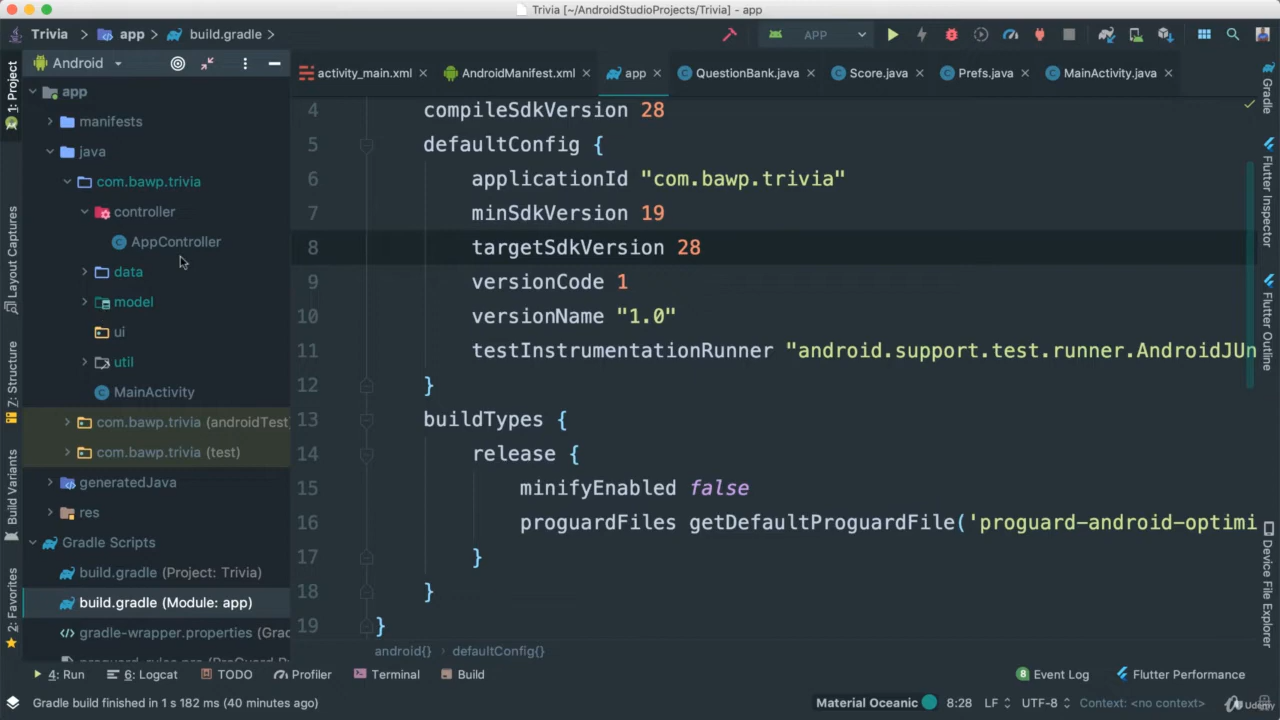 Trivia [~/AndroidStudioProjects/Trivia] - app
Trivia
app
build.gradle
APP
1: Project
Android
activity_main.xml
AndroidManifest.xml
app
QuestionBank.java
Score.java
Prefs.java
MainActivity.java
Gradle
app
manifests
java
com.bawp.trivia
controller
AppController
data
model
ui
util
MainActivity
com.bawp.trivia (androidTest
com.bawp.trivia (test)
generatedJava
res
Gradle Scripts
build.gradle (Project: Trivia)
build.gradle (Module: app)
gradle-wrapper.properties (Grad
Layout Captures
Z: Structure
Build Variants
2: Favorites
4 compileSdkVersion 28
5 defaultConfig {
6 applicationId "com.bawp.trivia"
7 minSdkVersion 19
8 targetSdkVersion 28
9 versionCode 1
10 versionName "1.0"
11 testInstrumentationRunner "android.support.test.runner.AndroidJUn
12 }
13 buildTypes {
14 release {
15 minifyEnabled false
16 proguardFiles getDefaultProguardFile('proguard-android-optimi
17 }
18 }
19 }
android{}
defaultConfig{}
Flutter Inspector
Flutter Outline
Device File Explorer
4: Run
6: Logcat
TODO
Profiler
Terminal
Build
8 Event Log
Flutter Performance
Gradle build finished in 1 s 182 ms (40 minutes ago)
Material Oceanic
8:28
LF
UTF-8
Context: <no context>
Udemy